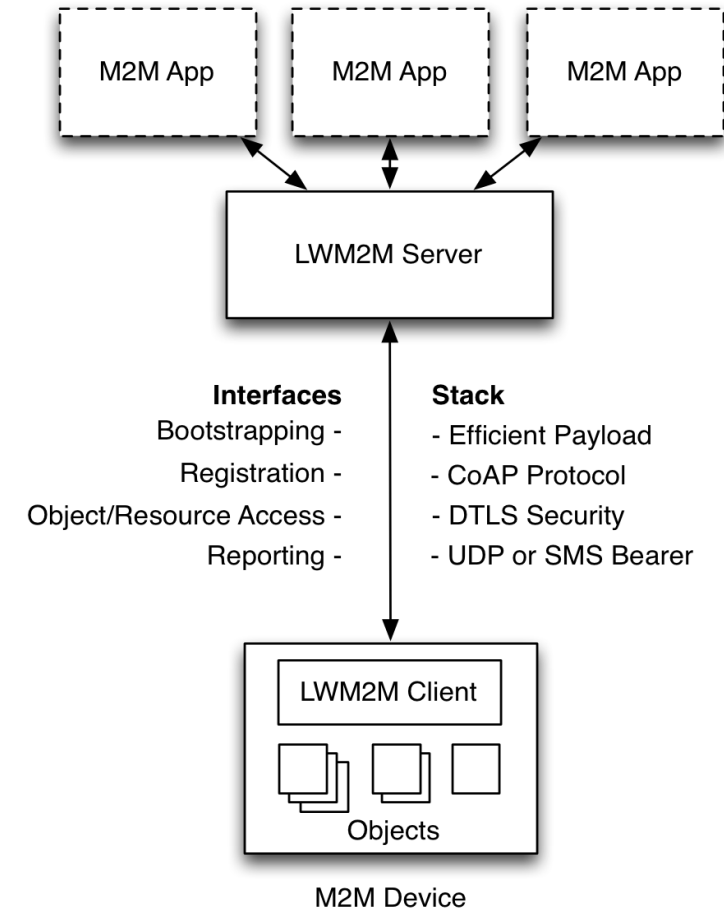 M2M App
M2M App
M2M App
LWM2M Server
Interfaces
Bootstrapping -
Registration -
Object/Resource Access -
Reporting -
Stack
- Efficient Payload
- CoAP Protocol
- DTLS Security
- UDP or SMS Bearer
LWM2M Client
Objects
M2M Device